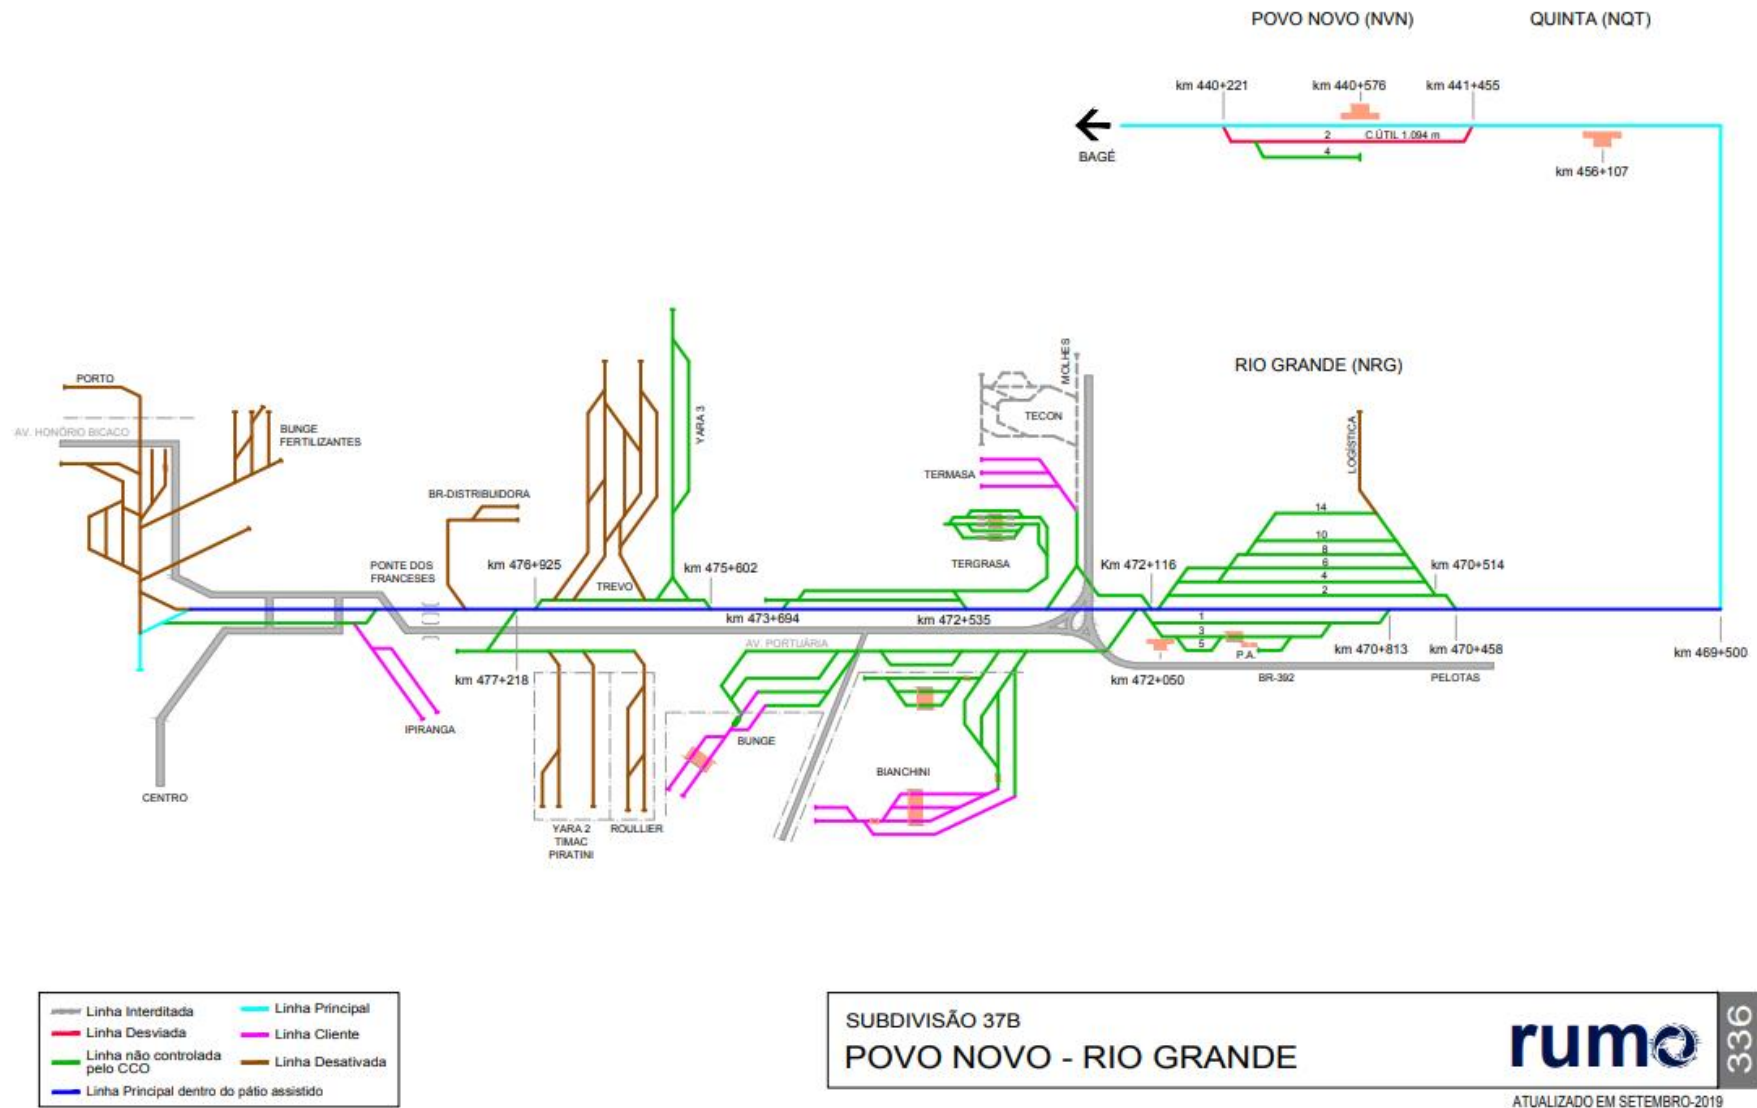 POVO NOVO (NVN)
QUINTA (NQT)
km 440+221
km 440+576
km 441+455
2
C.ÚTIL 1.094 m
4
BAGÉ
km 456+107
RIO GRANDE (NRG)
MOLHES
TECON
TERMASA
TERGRASA
YARA 3
LOGÍSTICA
PORTO
AV. HONÓRIO BICACO
BUNGE
FERTILIZANTES
BR-DISTRIBUIDORA
PONTE DOS
FRANCESES
km 476+925
TREVO
km 475+602
Km 472+116
14
10
8
6
4
2
km 470+514
km 473+694
km 472+535
AV. PORTUÁRIA
1
3
5
P.A.
km 470+813
km 470+458
km 469+500
km 477+218
km 472+050
BR-392
PELOTAS
IPIRANGA
BUNGE
BIANCHINI
CENTRO
YARA 2
TIMAC
PIRATINI
ROULLIER
Linha Interditada
Linha Principal
Linha Desviada
Linha Cliente
Linha não controlada
pelo CCO
Linha Desativada
Linha Principal dentro do pátio assistido
SUBDIVISÃO 37B
POVO NOVO - RIO GRANDE
rumo
336
ATUALIZADO EM SETEMBRO-2019